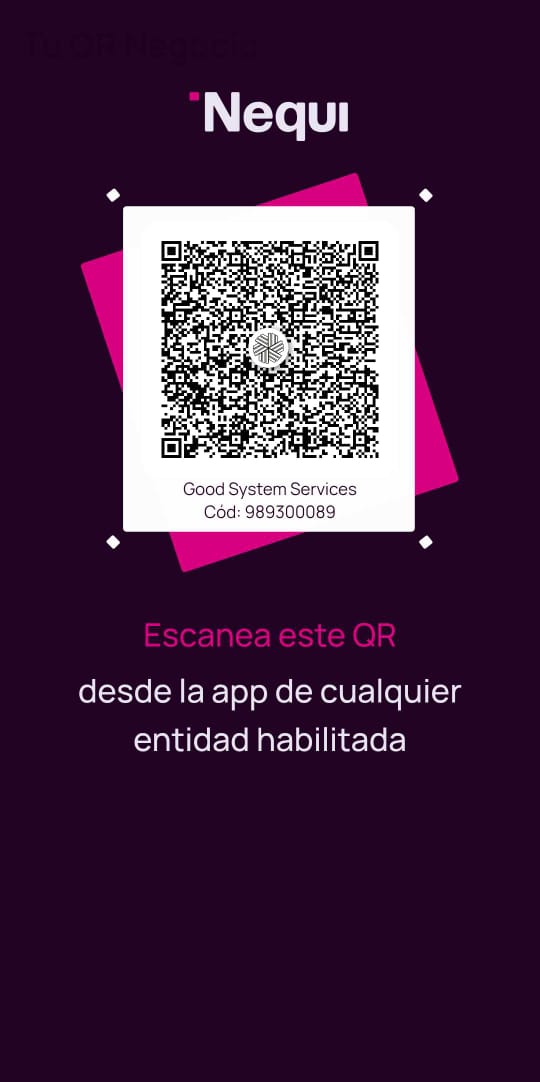 Tu QR Negocio
Nequi
Good System Services
Cód: 989300089
Escanea este QR
desde la app de cualquier
entidad habilitada